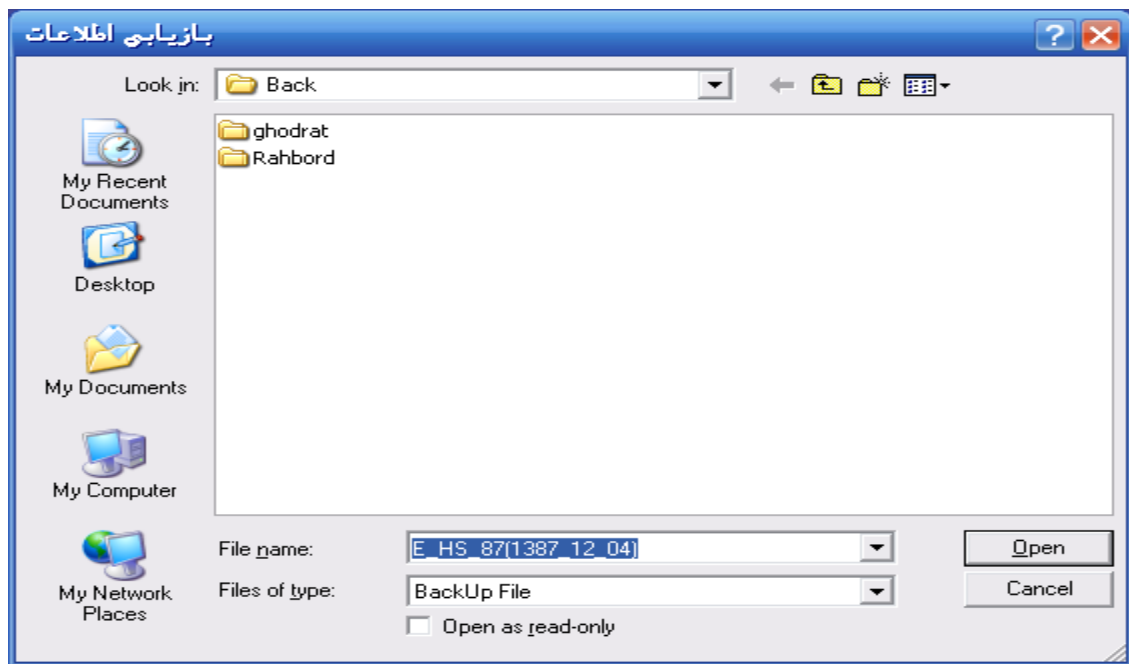 بازیابی اطلاعات
Look in: Back
ghodrat
Rahbord
My Recent
Documents
Desktop
My Documents
My Computer
My Network
Places
File name: E_HS_87(1387_12_04) Open
Files of type: BackUp File Cancel
Open as read-only